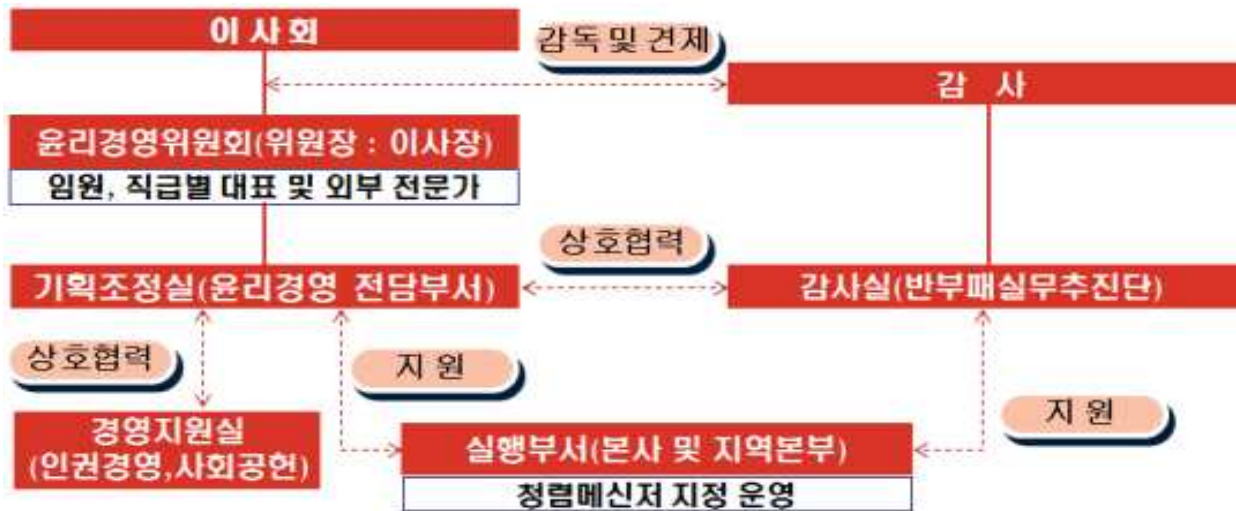 이사회
감독 및 견제
감 사
윤리경영위원회(위원장 : 이사장)
임원, 직급별 대표 및 외부 전문가
상호협력
기획조정실(윤리경영 전담부서)
감사실(반부패실무추진단)
상호협력
지 원
지 원
경영지원실
(인권경영,사회공헌)
실행부서(본사 및 지역본부)
청렴메신저 지정 운영